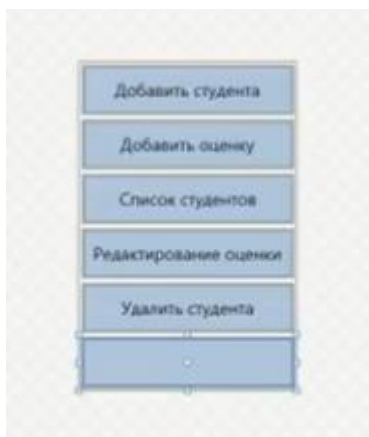 Добавить студента
Добавить оценку
Список студентов
Редактирование оценки
Удалить студента